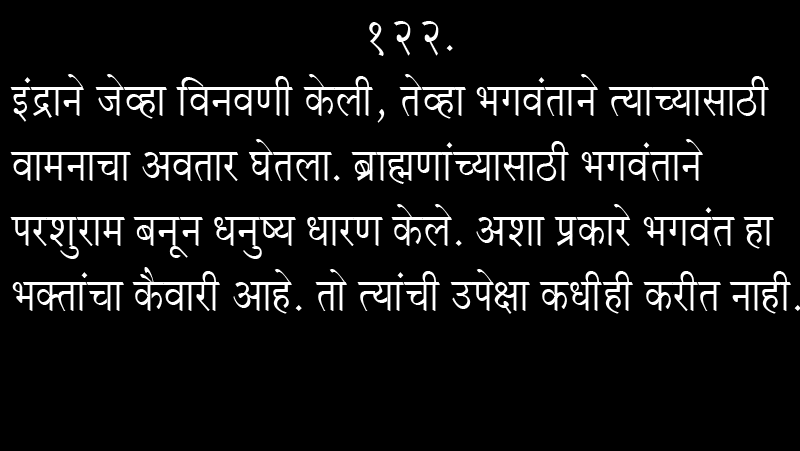 १२२.
इंद्राने जेव्हा विनवणी केली, तेव्हा भगवंताने त्याच्यासाठी
वामनाचा अवतार घेतला. ब्राह्मणांच्यासाठी भगवंताने
परशुराम बनून धनुष्य धारण केले. अशा प्रकारे भगवंत हा
भक्तांचा कैवारी आहे. तो त्यांची उपेक्षा कधीही करीत नाही.